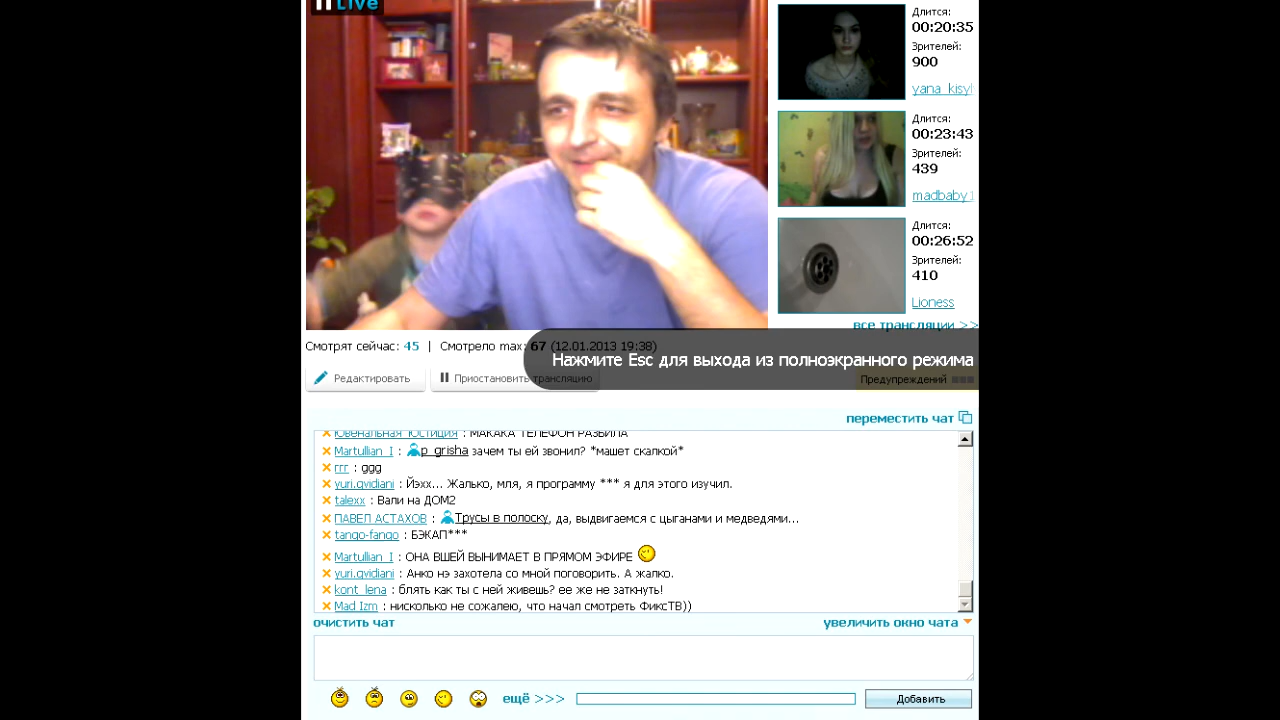 Live
Длится:
00:20:35
Зрителей:
900
yana_kisyl
Длится:
00:23:43
Зрителей:
439
madbaby1
Длится:
00:26:52
Зрителей:
410
Lioness
все трансляции >>
Смотрят сейчас: 45 | Смотрело max: 67 (12.01.2013 19:38)
Нажмите Esc для выхода из полноэкранного режима
Редактировать
Приостановить трансляцию
Предупреждений
переместить чат
Ювенальная_Юстиция : МАКАКА ТЕЛЕФОН РАЗБИЛА
Martullian_I : p_grisha зачем ты ей звонил? *машет скалкой*
rrr : ggg
yuri.gvidiani : Йэхх... Жалько, мля, я программу *** я для этого изучил.
talexx : Вали на ДОМ2
ПАВЕЛ АСТАХОВ : Трусы в полоску, да, выдвигаемся с цыганами и медведями...
tango-fango : БЭКАП***
Martullian_I : ОНА ВШЕЙ ВЫНИМАЕТ В ПРЯМОМ ЭФИРЕ
yuri.gvidiani : Анко нэ захотела со мной поговорить. А жалко.
kont_lena : блять как ты с ней живешь? ее же не заткнуть!
Mad Izm : нисколько не сожалею, что начал смотреть ФиксТВ))
очистить чат
увеличить окно чата
ещё >>>
Добавить